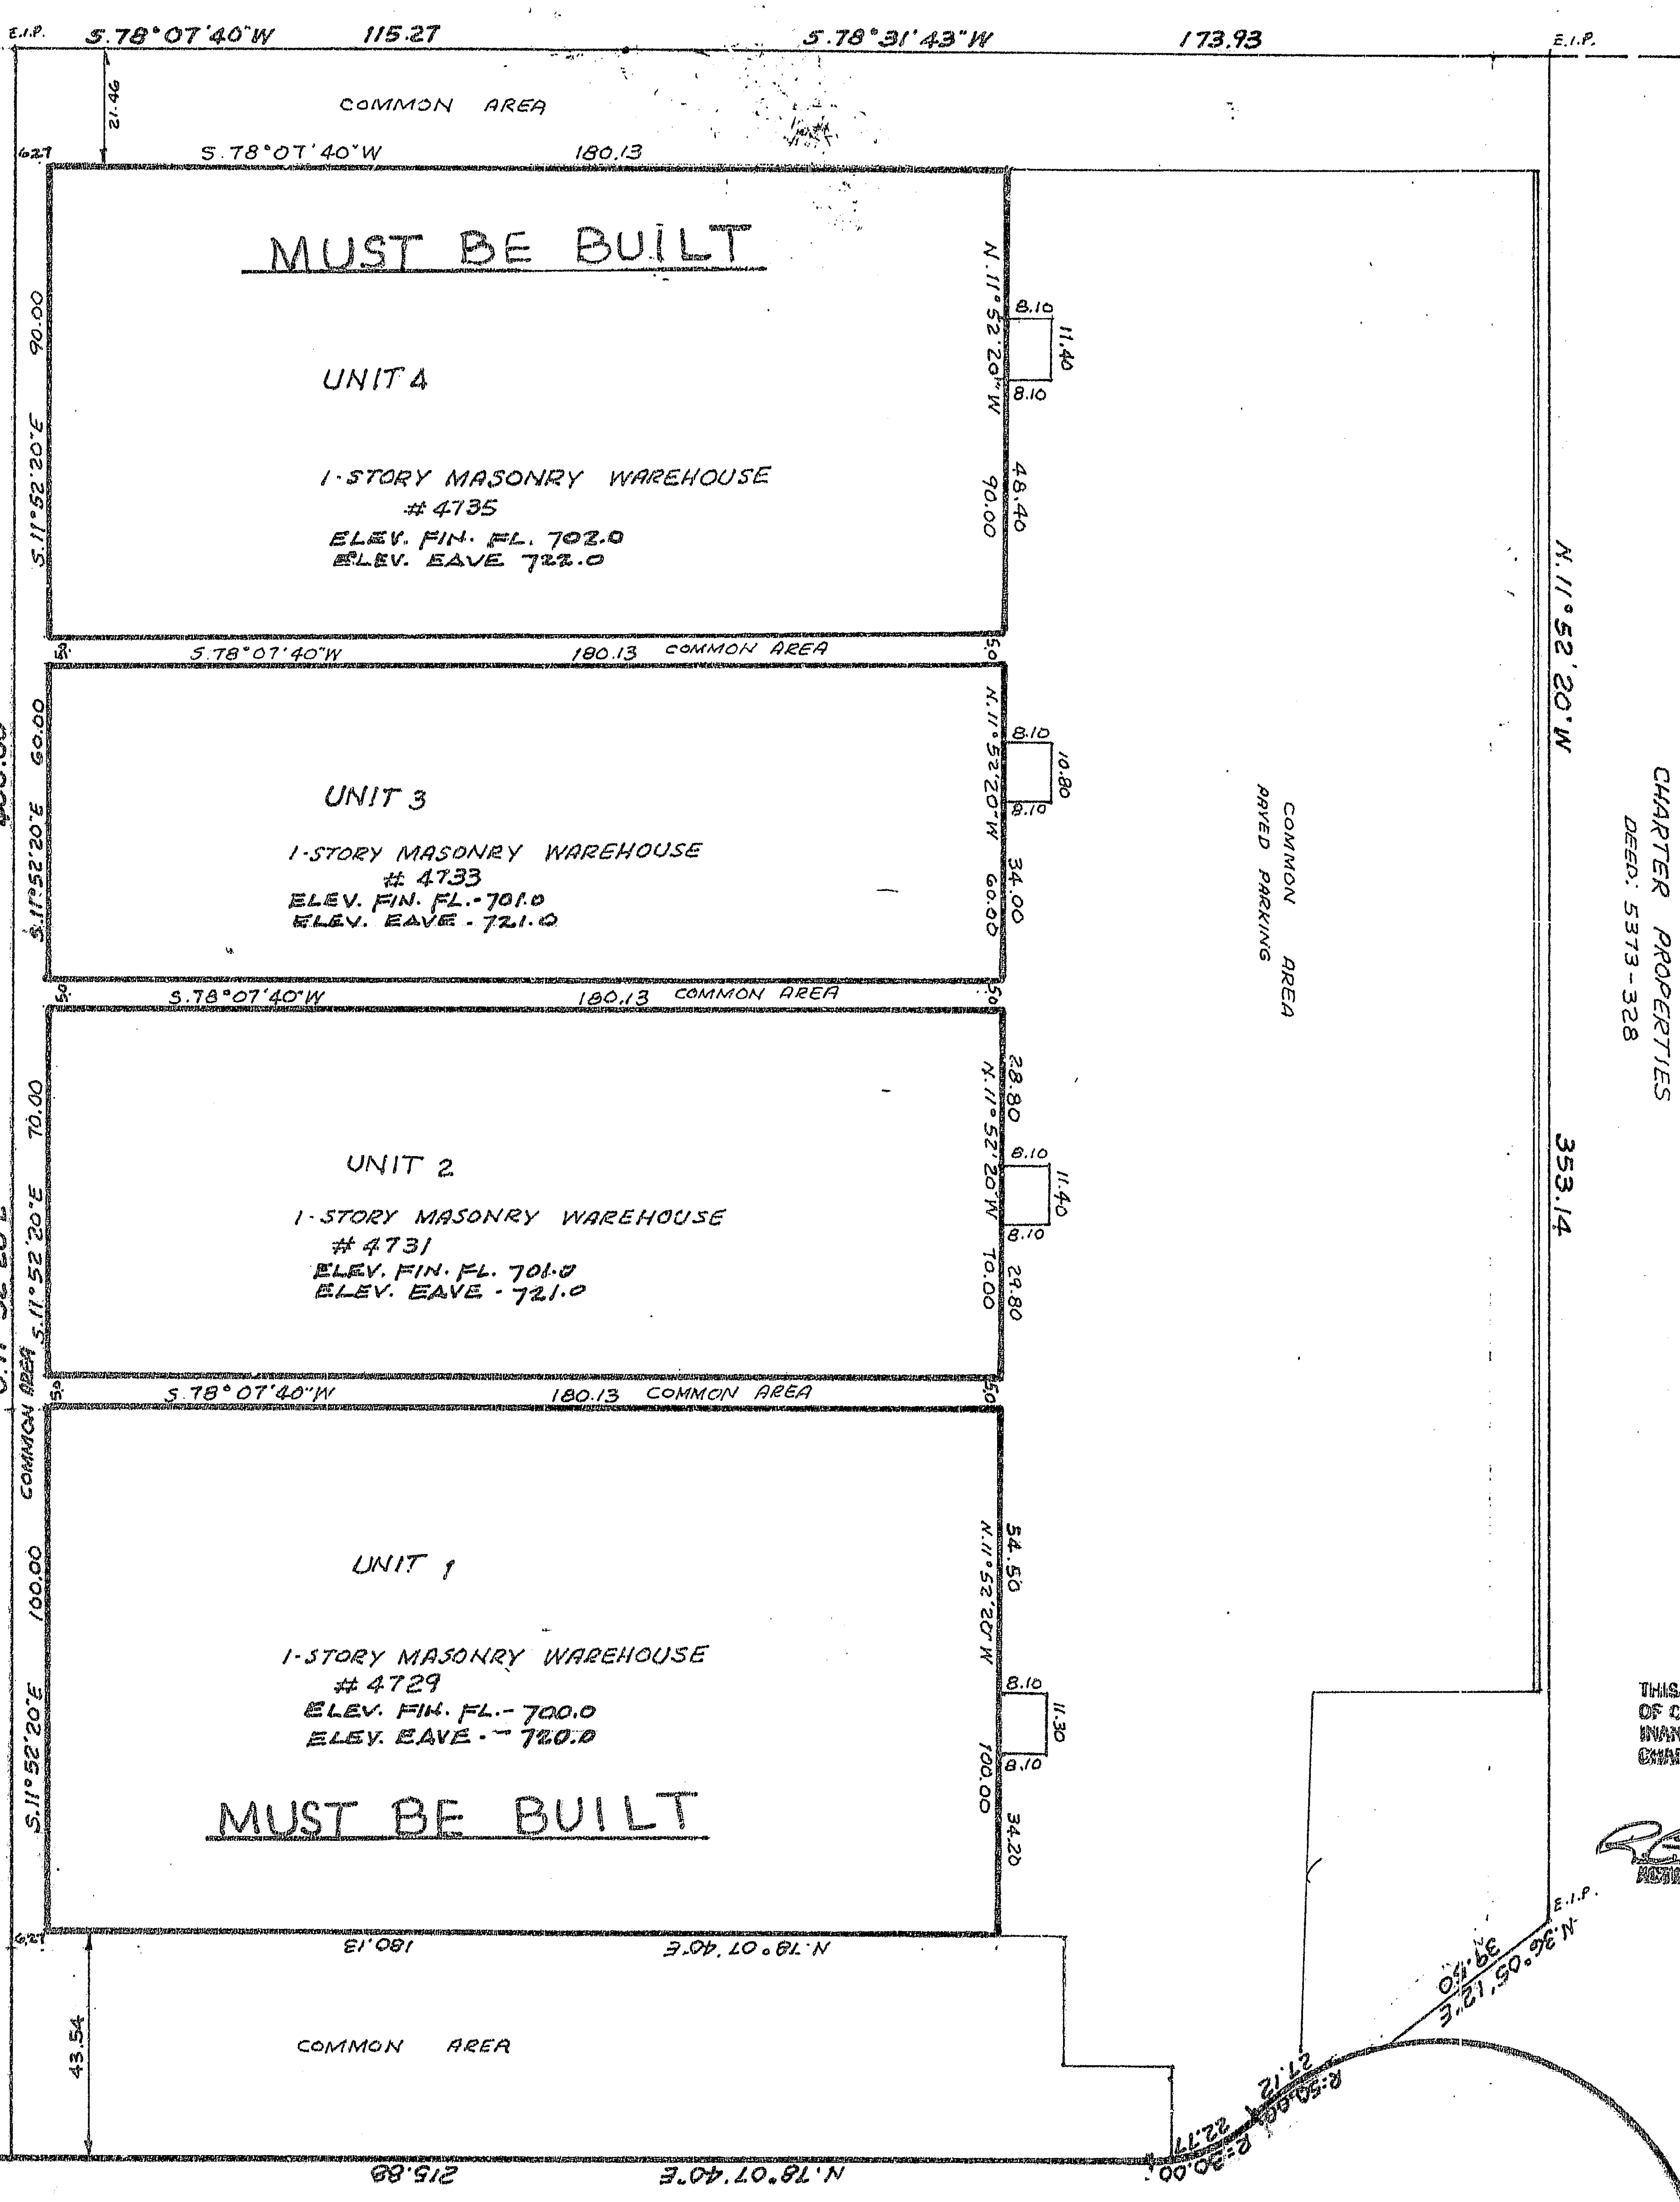 E.I.P. S.78°07'40"W 115.27 S.78°31'43"W 173.93 E.I.P.
21.46
COMMON AREA
6.27 S.78°07'40"W 180.13
MUST BE BUILT
90.00
S.11°52'20"E
UNIT 4
1-STORY MASONRY WAREHOUSE
# 4735
ELEV. FIN. FL. 702.0
ELEV. EAVE 722.0
N.11°52'20"W
90.00
8.10
11.40
8.10
48.40
5.0 S.78°07'40"W 180.13 COMMON AREA 5.0
60.00
S.11°52'20"E
UNIT 3
1-STORY MASONRY WAREHOUSE
# 4733
ELEV. FIN. FL.-701.0
ELEV. EAVE - 721.0
N.11°52'20"W
60.00
8.10
10.80
8.10
34.00
5.0 S.78°07'40"W 180.13 COMMON AREA 5.0
70.00
S.11°52'20"E
UNIT 2
1-STORY MASONRY WAREHOUSE
# 4731
ELEV. FIN. FL. 701.0
ELEV. EAVE - 721.0
28.80
N.11°52'20"W
70.00
8.10
11.40
8.10
29.80
COMMON AREA
5.0 S.78°07'40"W 180.13 COMMON AREA 5.0
100.00
S.11°52'20"E
UNIT 1
1-STORY MASONRY WAREHOUSE
# 4729
ELEV. FIN. FL.- 700.0
ELEV. EAVE - 720.0
MUST BE BUILT
54.50
N.11°52'20"W
100.00
8.10
11.30
8.10
34.20
6.27
180.13 N.78°07'40"E
43.54
COMMON AREA
215.88 N.78°07'40"E
COMMON AREA
PAVED PARKING
N.11°52'20"W 353.14
CHARTER PROPERTIES
DEED: 5373-328
THIS
OF
E.I.P.
N.36°05'12"E
39.50
27.12
R=50.00
22.77
R=30.00